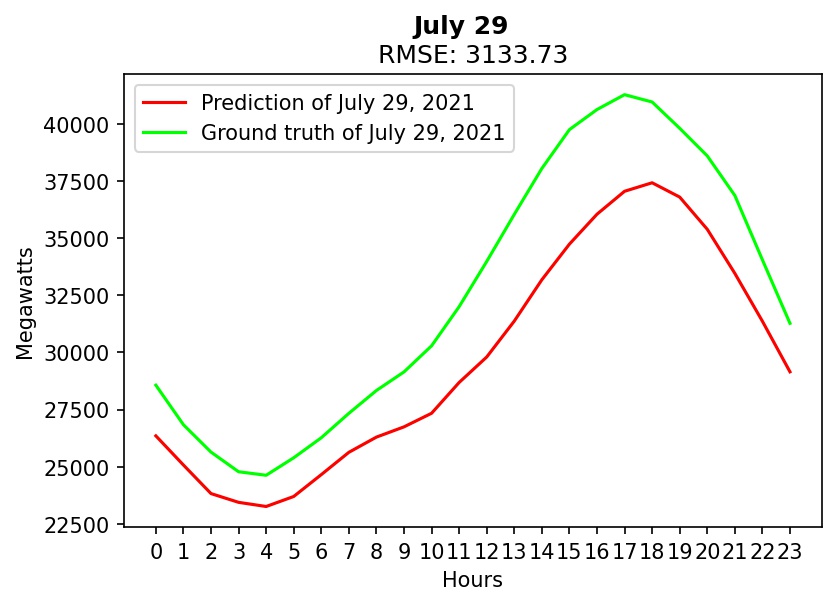 July 29
RMSE: 3133.73
Prediction of July 29, 2021
Ground truth of July 29, 2021
40000
37500
35000
32500
30000
27500
25000
22500
Megawatts
0 1 2 3 4 5 6 7 8 9 10 11 12 13 14 15 16 17 18 19 20 21 22 23
Hours